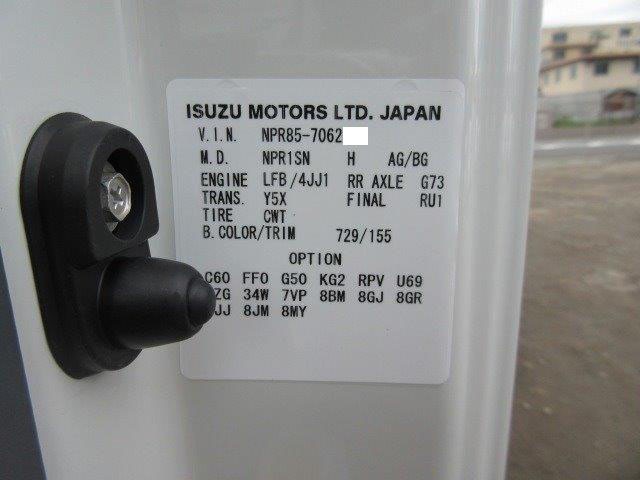 ISUZU MOTORS LTD. JAPAN
V.I.N. NPR85-7062
M.D. NPR1SN H AG/BG
ENGINE LFB/4JJ1 RR AXLE G73
TRANS. Y5X FINAL RU1
TIRE CWT
B.COLOR/TRIM 729/155
OPTION
C60 FF0 G50 KG2 RPV U69
34W 7VP 8BM 8GJ 8GR
8JM 8MY